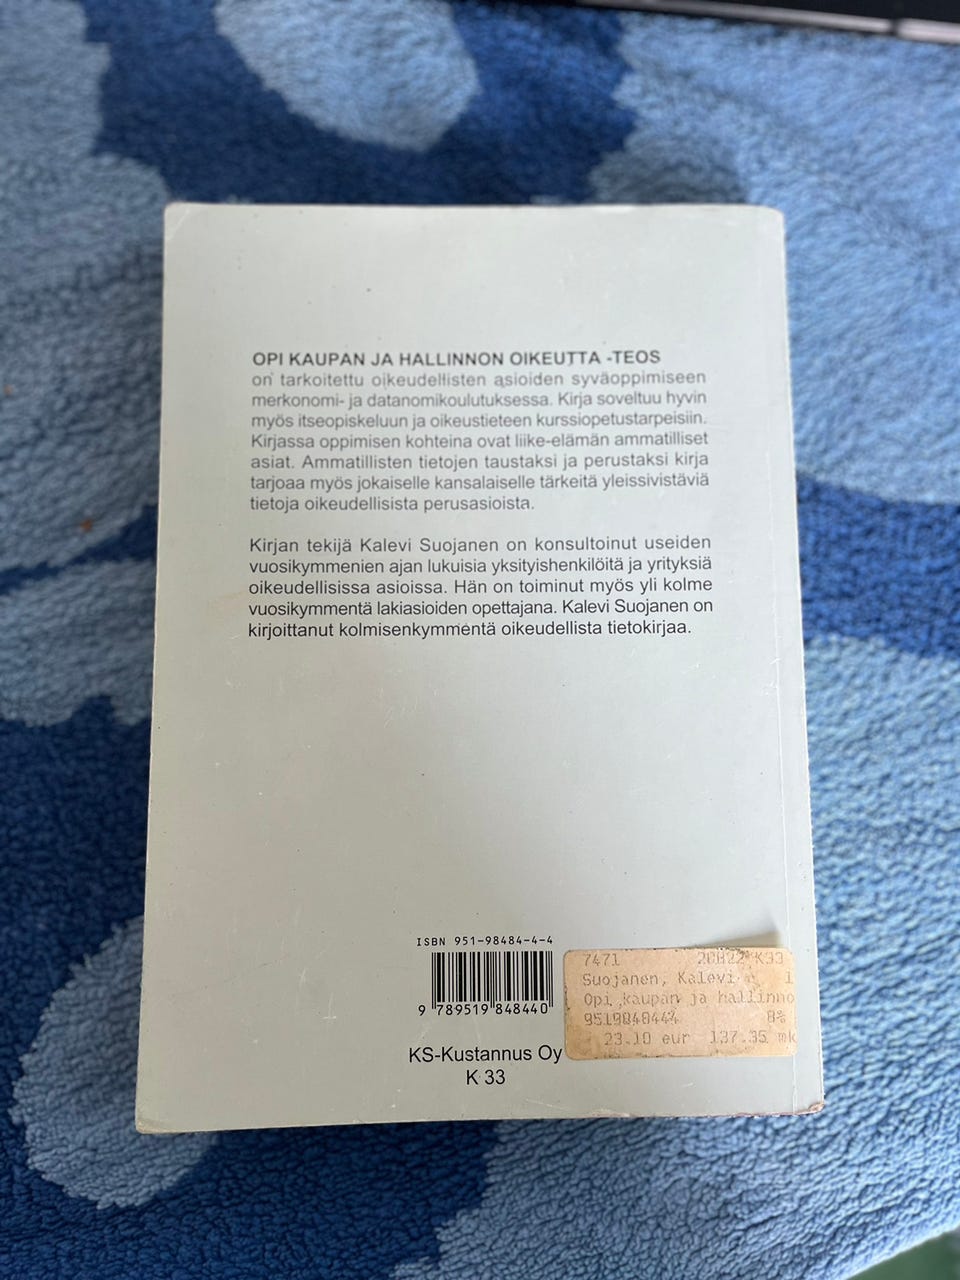 OPI KAUPAN JA HALLINNON OIKEUTTA -TEOS
on tarkoitettu oikeudellisten asioiden syväoppimiseen
merkonomi- ja datanomikoulutuksessa. Kirja soveltuu hyvin
myös itseopiskeluun ja oikeustieteen kurssiopetustarpeisiin.
Kirjassa oppimisen kohteina ovat liike-elämän ammatilliset
asiat. Ammatillisten tietojen taustaksi ja perustaksi kirja
tarjoaa myös jokaiselle kansalaiselle tärkeitä yleissivistäviä
tietoja oikeudellisista perusasioista.
Kirjan tekijä Kalevi Suojanen on konsultoinut useiden
vuosikymmenien ajan lukuisia yksityishenkilöitä ja yrityksiä
oikeudellisissa asioissa. Hän on toiminut myös yli kolme
vuosikymmentä lakiasioiden opettajana. Kalevi Suojanen on
kirjoittanut kolmisenkymmentä oikeudellista tietokirjaa.
ISBN 951-98484-4-4
9 789519 848440
KS-Kustannus Oy
K 33
7471 20822 K33
Suojanen, Kalevi 1
Opi kaupan ja hallinno
9519848444 8%
23.10 eur 137.35 mk